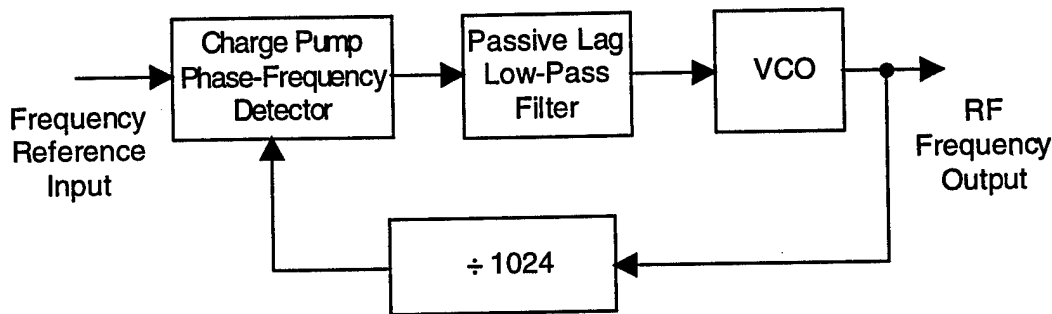 Charge Pump
Phase-Frequency
Detector
Passive Lag
Low-Pass
Filter
VCO
Frequency
Reference
Input
RF
Frequency
Output
÷ 1024